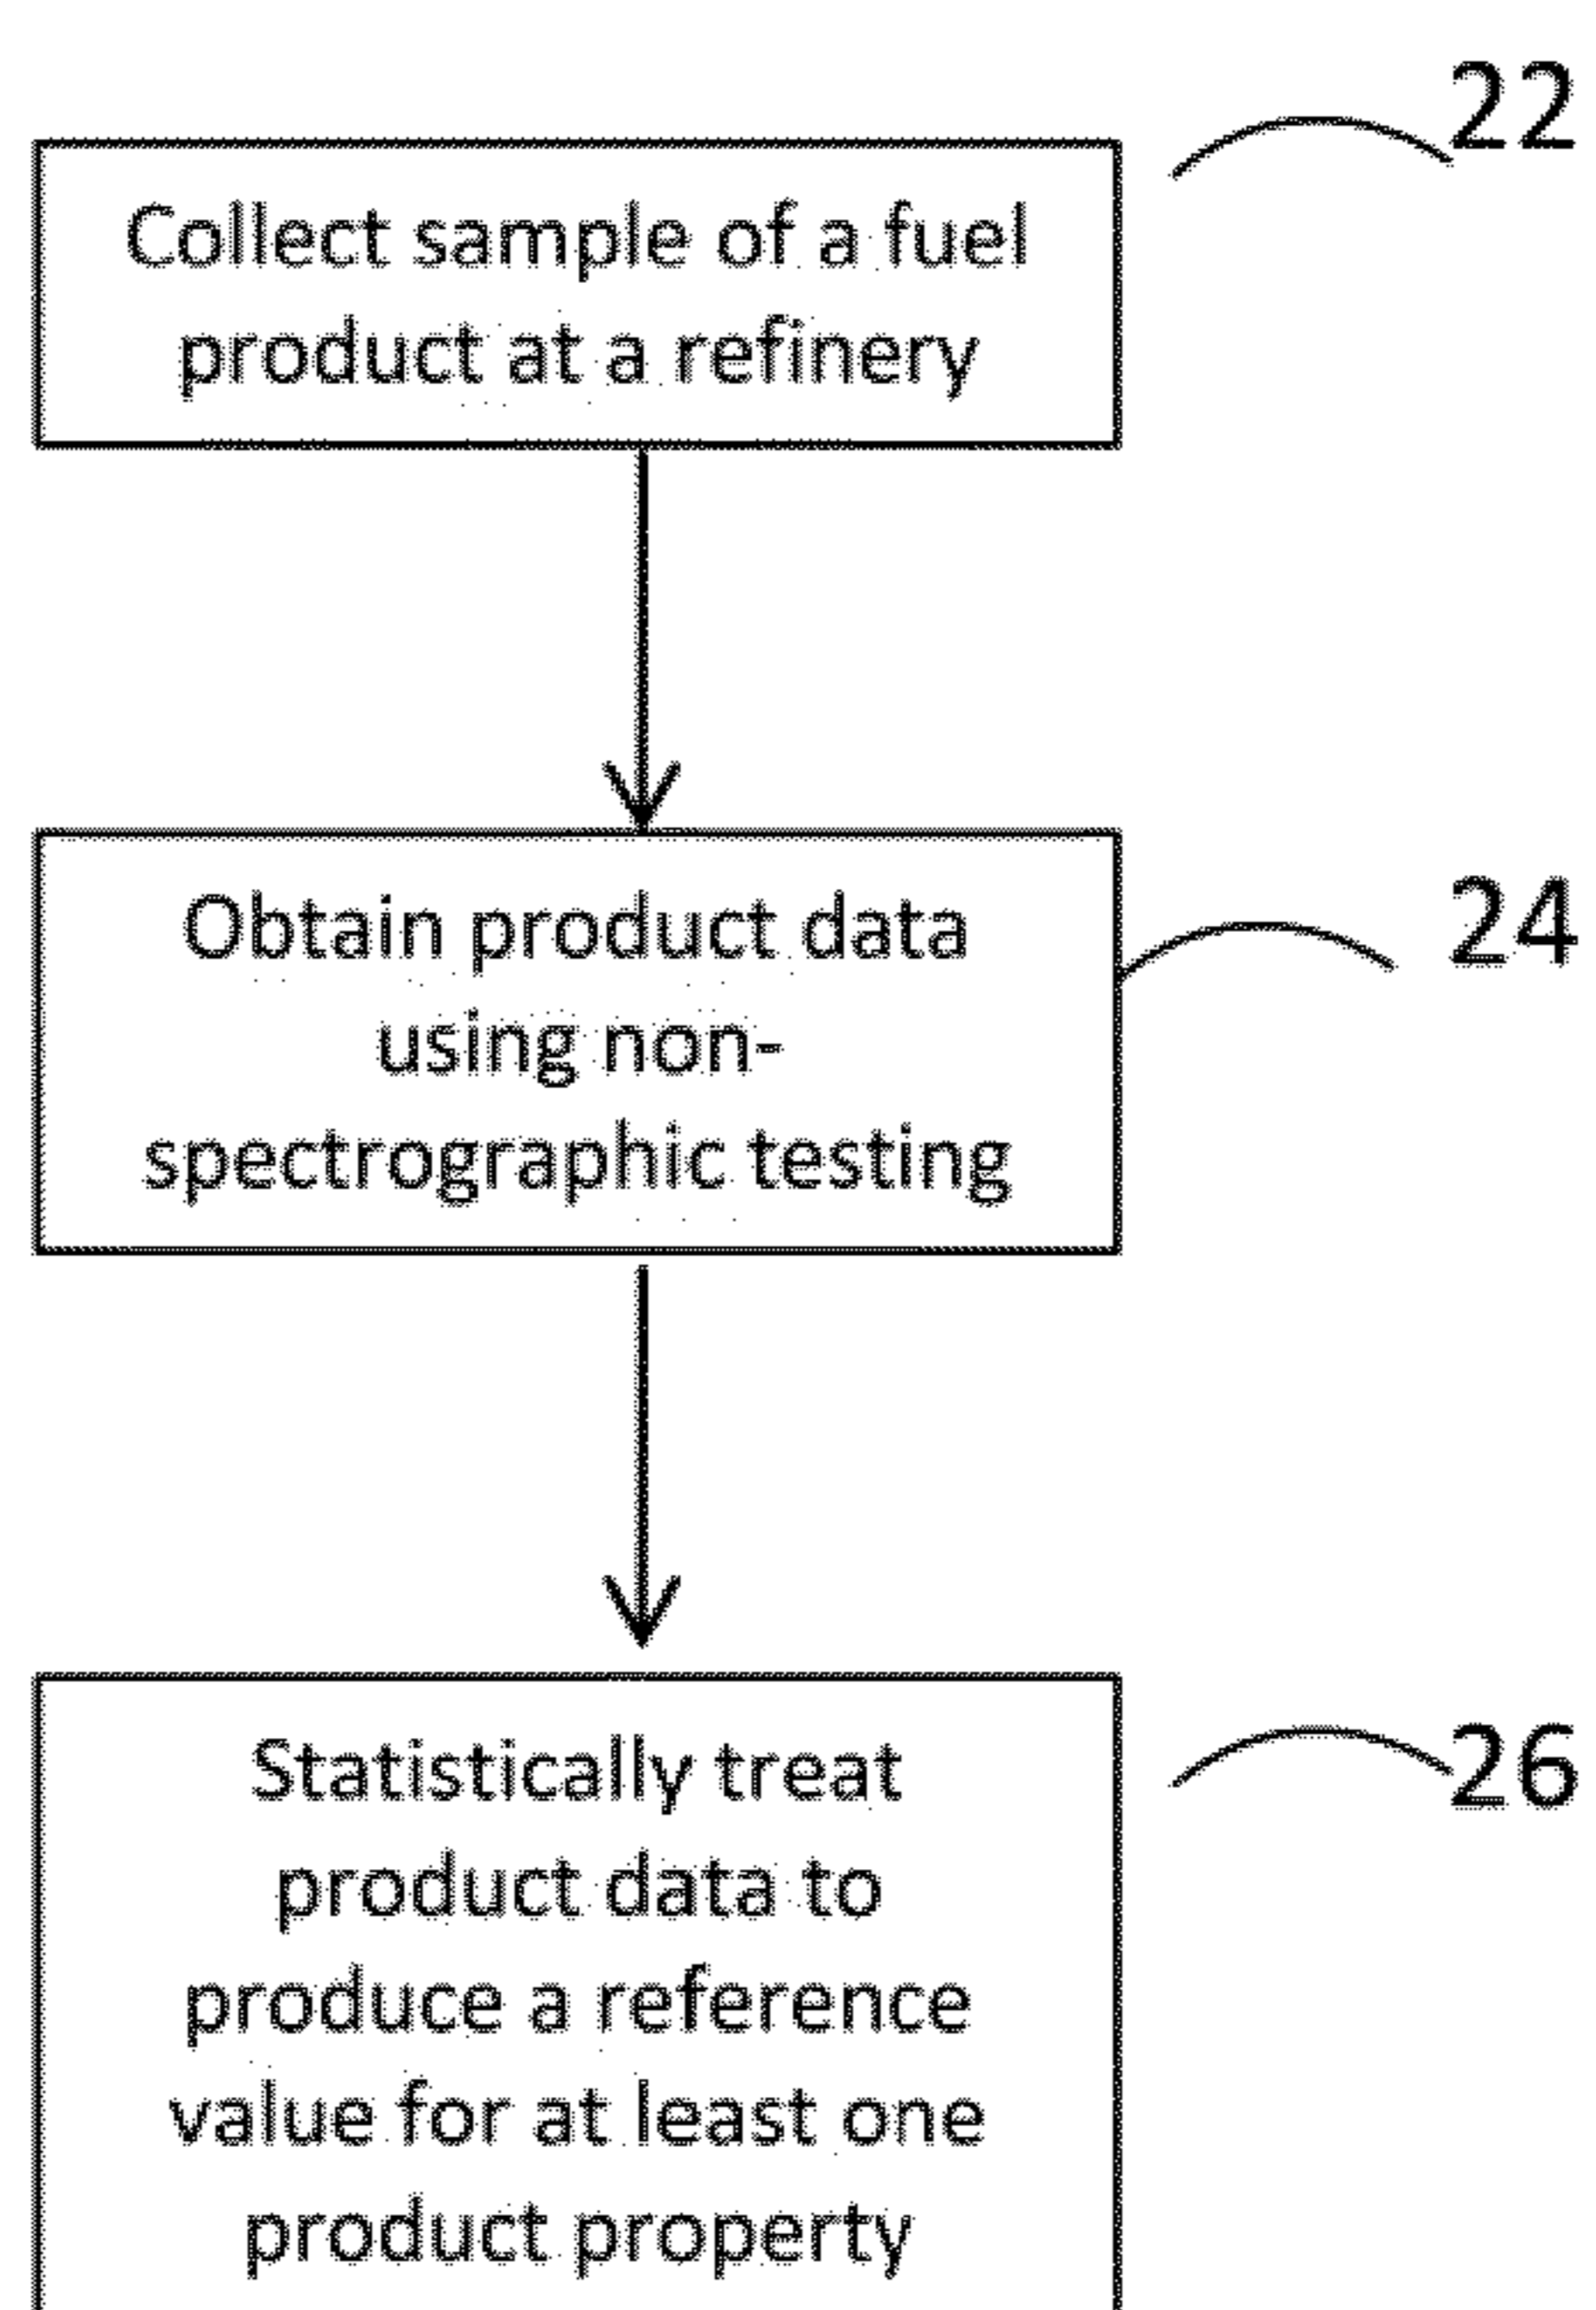 22
Collect sample of a fuel
product at a refinery
24
Obtain product data
using non-
spectrographic testing
26
Statistically treat
product data to
produce a reference
value for at least one
product property